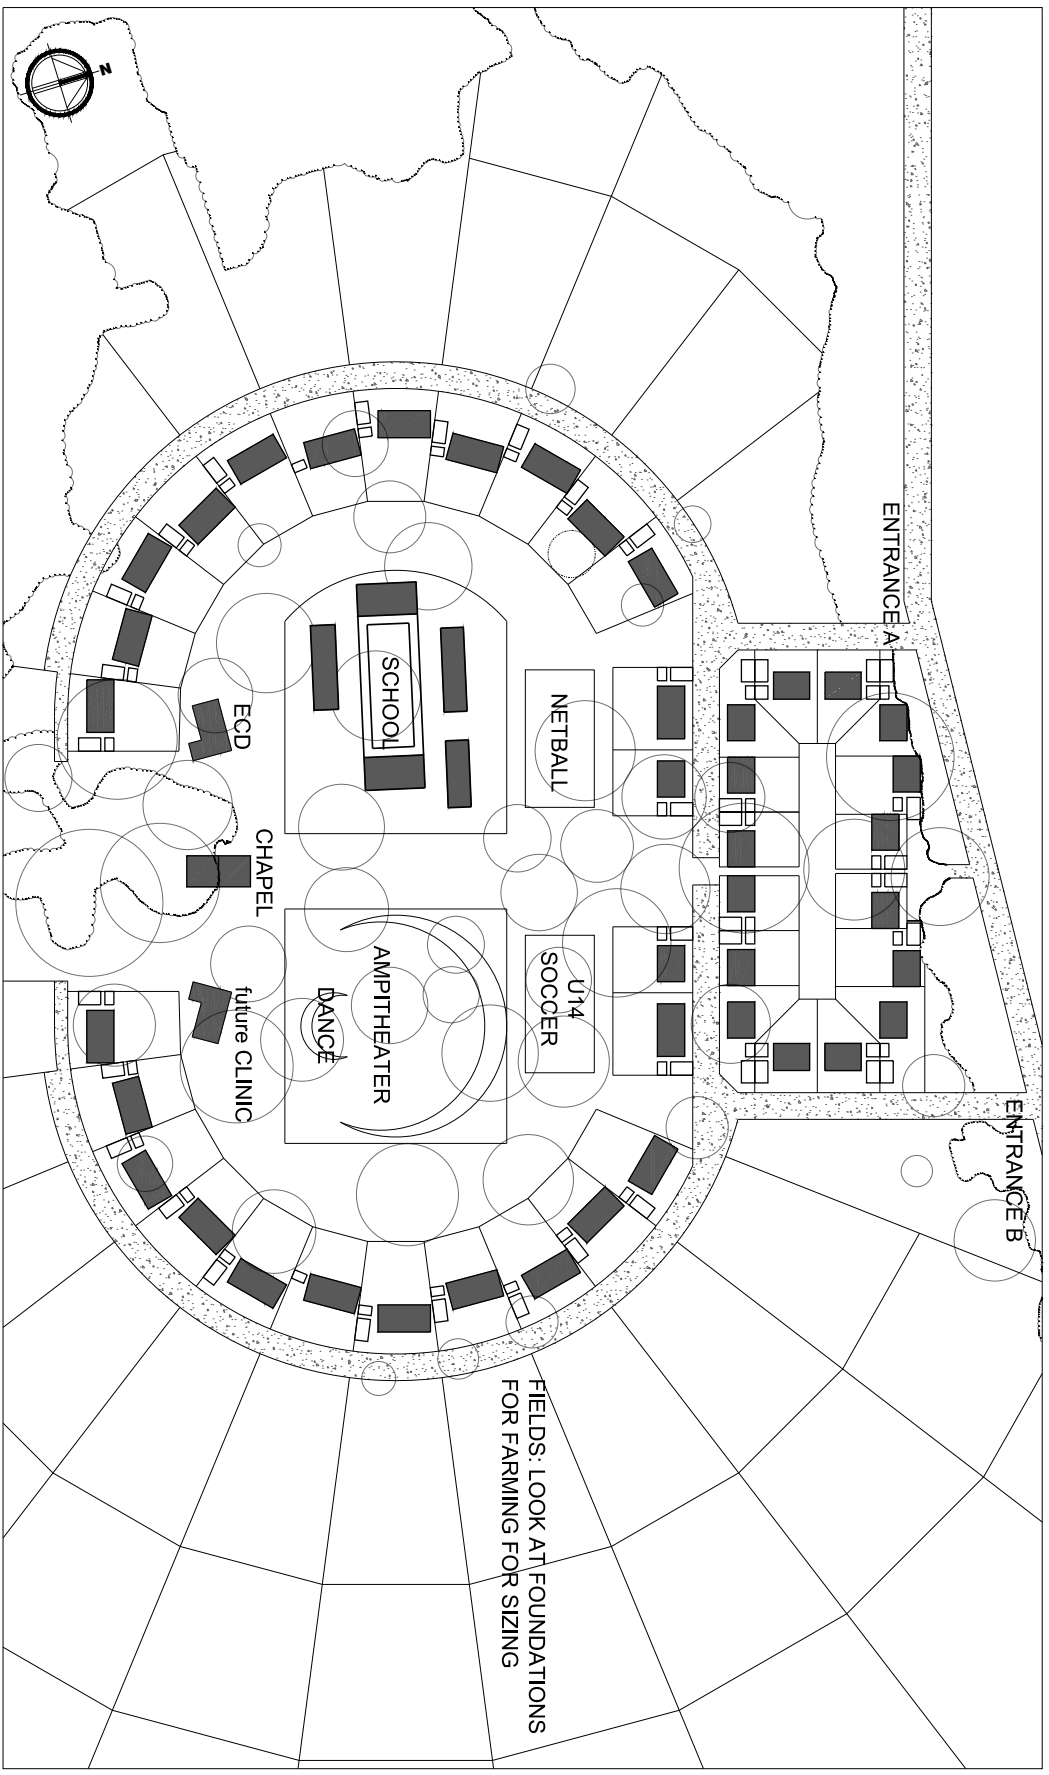 N
ENTRANCE A
SCHOOL
NETBALL
ECD
CHAPEL
AMPITHEATER
U14
SOCCER
DANCE
future CLINIC
ENTRANCE B
FIELDS: LOOK AT FOUNDATIONS
FOR FARMING FOR SIZING